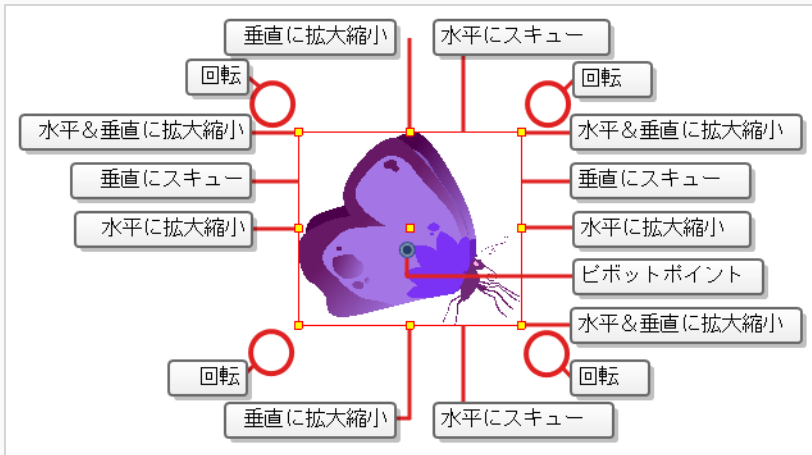 垂直に拡大縮小
水平にスキュー
回転
回転
水平＆垂直に拡大縮小
水平＆垂直に拡大縮小
垂直にスキュー
垂直にスキュー
水平に拡大縮小
水平に拡大縮小
ピボットポイント
水平＆垂直に拡大縮小
回転
回転
垂直に拡大縮小
水平にスキュー